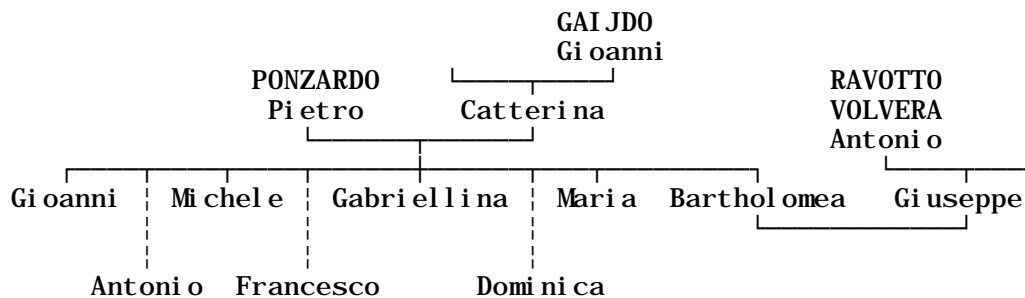 GAIJDO
Gioanni
PONZARDO RAVOTTO
Pietro Catterina VOLVERA
Antonio
Gioanni Michele Gabriellina Maria Bartholomea Giuseppe
Antonio Francesco Dominica